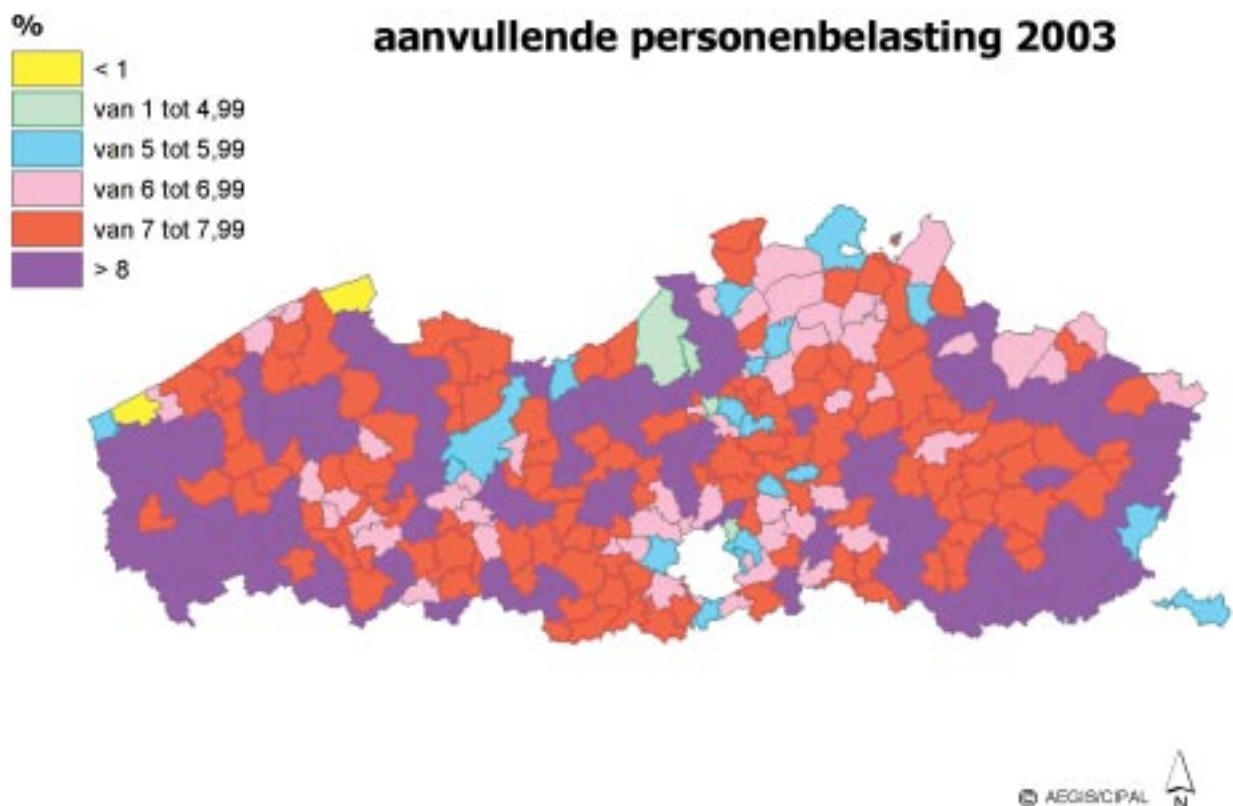 %
aanvullende personenbelasting 2003
< 1
van 1 tot 4,99
van 5 tot 5,99
van 6 tot 6,99
van 7 tot 7,99
> 8
© AEGIS/CIPAL
N